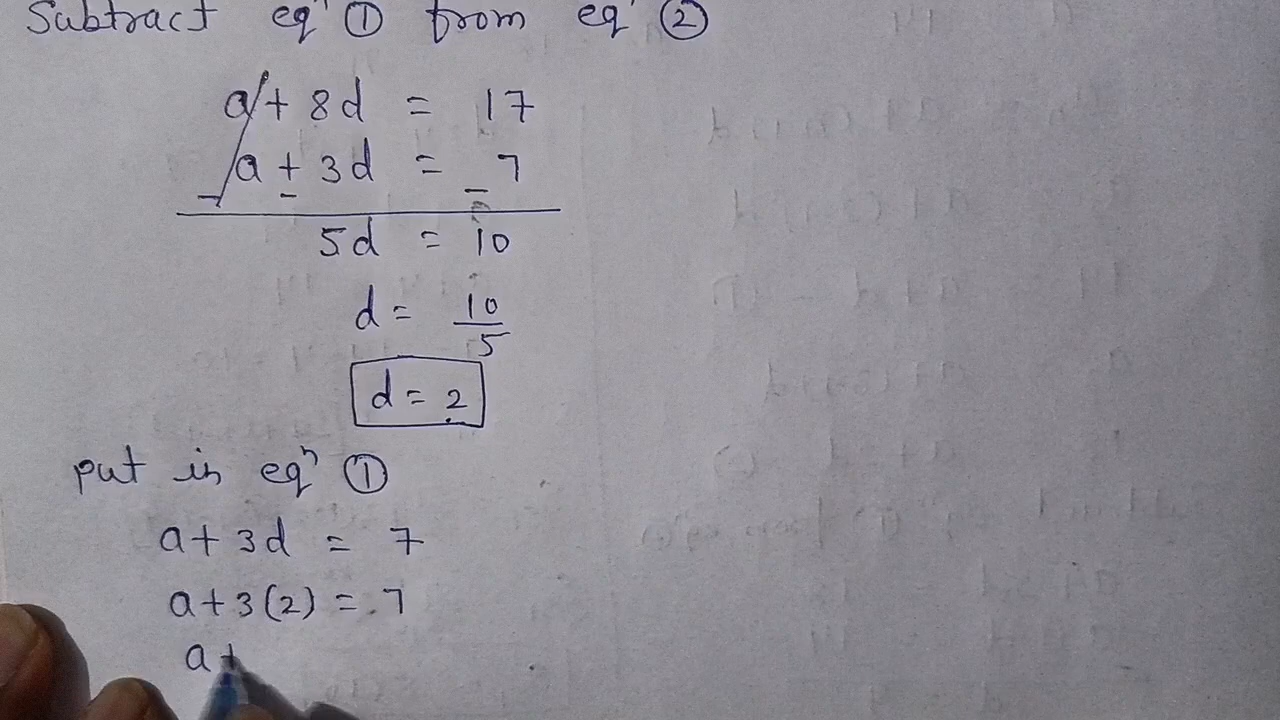 Subtract eqⁿ ① from eqⁿ ②
a + 8d = 17
a + 3d = 7
- - -
5d = 10
d = 10/5
d = 2
put in eqⁿ ①
a + 3d = 7
a + 3(2) = 7
a +